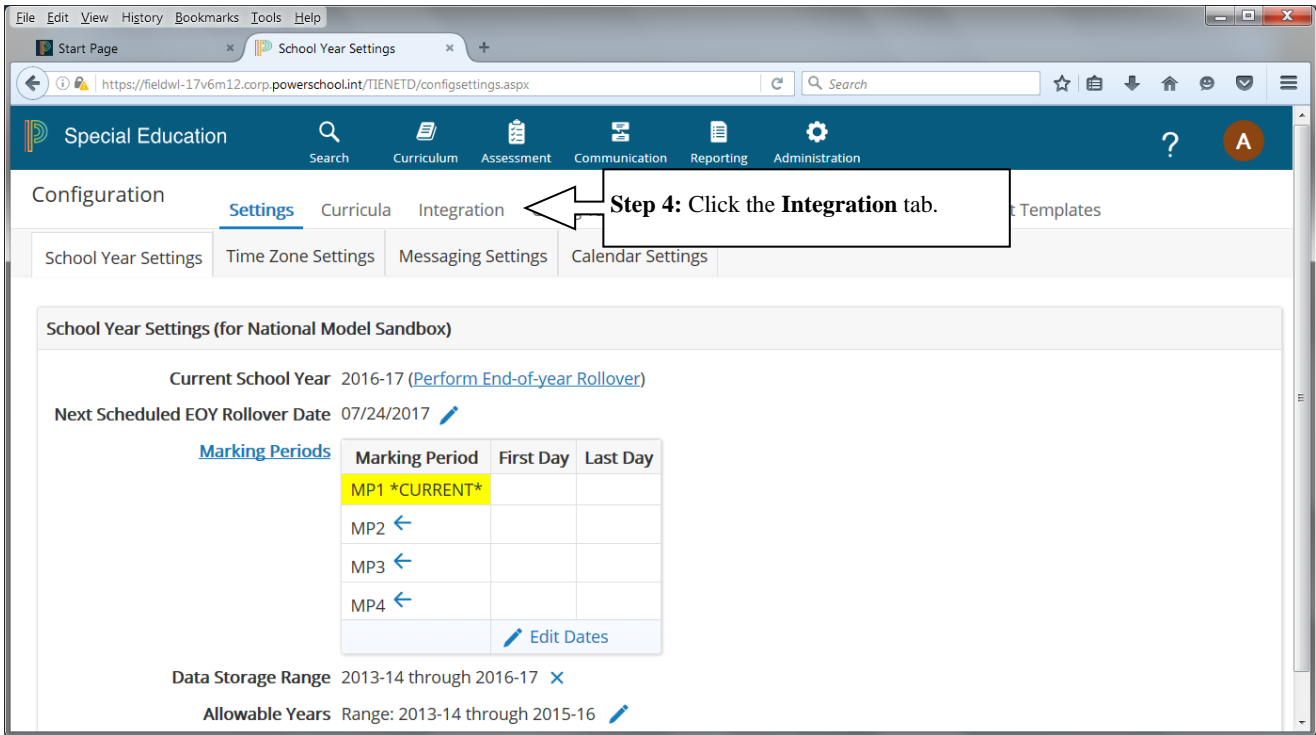 File Edit View History Bookmarks Tools Help
Start Page × School Year Settings × +
https://fieldwl-17v6m12.corp.powerschool.int/TIENETD/configsettings.aspx Search
Special Education Search Curriculum Assessment Communication Reporting Administration ? A
Configuration Settings Curricula Integration Step 4: Click the Integration tab. Templates
School Year Settings Time Zone Settings Messaging Settings Calendar Settings
School Year Settings (for National Model Sandbox)
Current School Year 2016-17 (Perform End-of-year Rollover)
Next Scheduled EOY Rollover Date 07/24/2017
Marking Periods Marking Period First Day Last Day
MP1 *CURRENT*
MP2
MP3
MP4
Edit Dates
Data Storage Range 2013-14 through 2016-17 ×
Allowable Years Range: 2013-14 through 2015-16